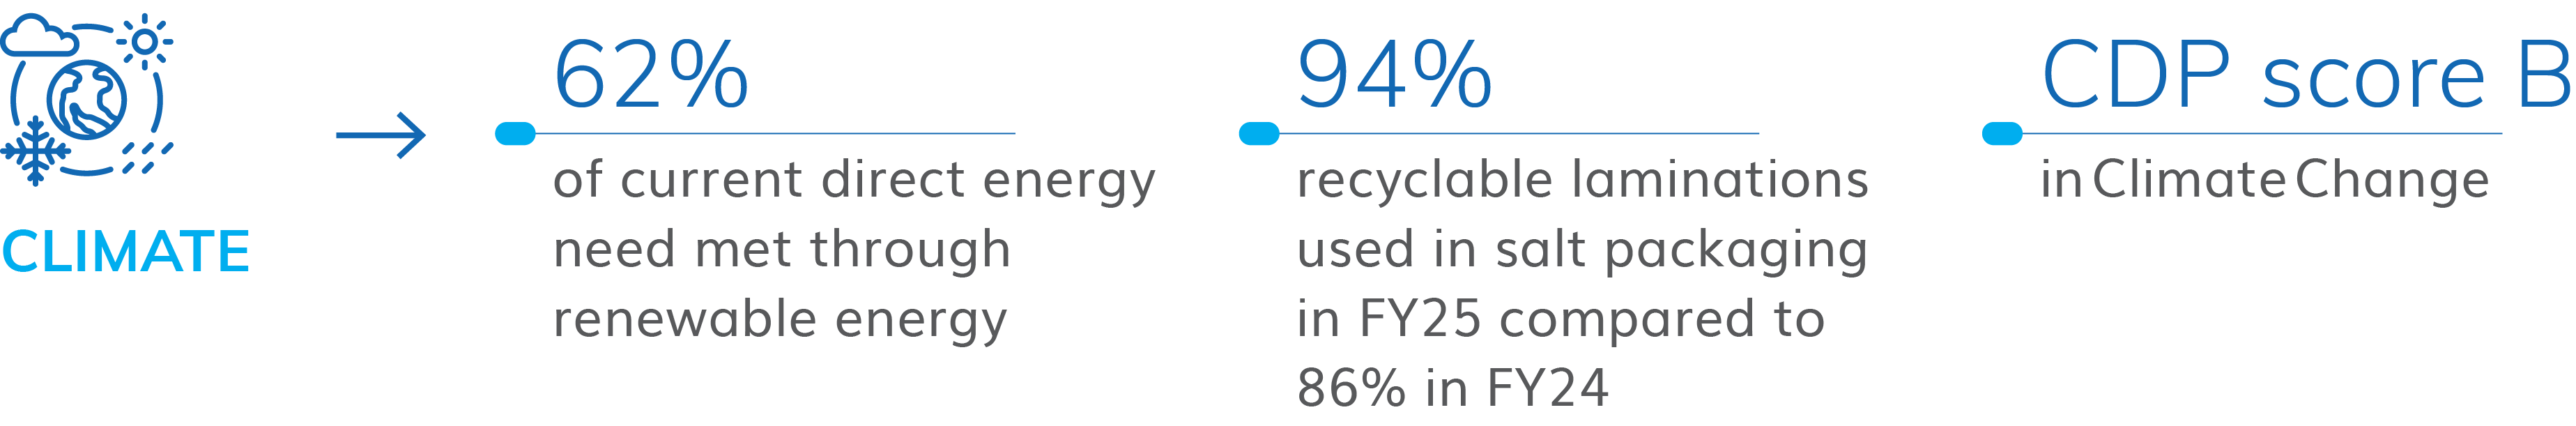 CLIMATE
62%
of current direct energy
need met through
renewable energy
94%
recyclable laminations
used in salt packaging
in FY25 compared to
86% in FY24
CDP score B
in Climate Change